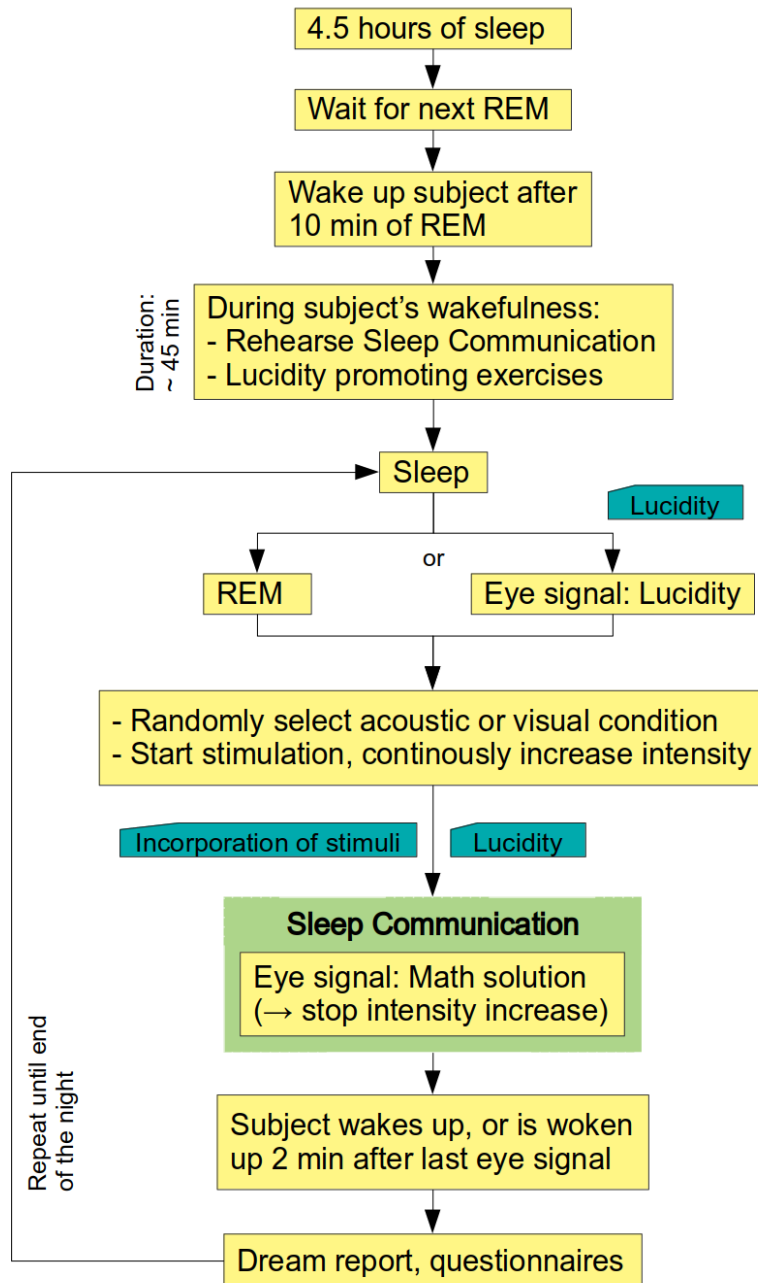 4.5 hours of sleep
Wait for next REM
Wake up subject after
10 min of REM
Duration:
~ 45 min
During subject’s wakefulness:
- Rehearse Sleep Communication
- Lucidity promoting exercises
Sleep
Lucidity
or
REM
Eye signal: Lucidity
- Randomly select acoustic or visual condition
- Start stimulation, continously increase intensity
Incorporation of stimuli
Lucidity
Sleep Communication
Eye signal: Math solution
(→ stop intensity increase)
Repeat until end
of the night
Subject wakes up, or is woken
up 2 min after last eye signal
Dream report, questionnaires